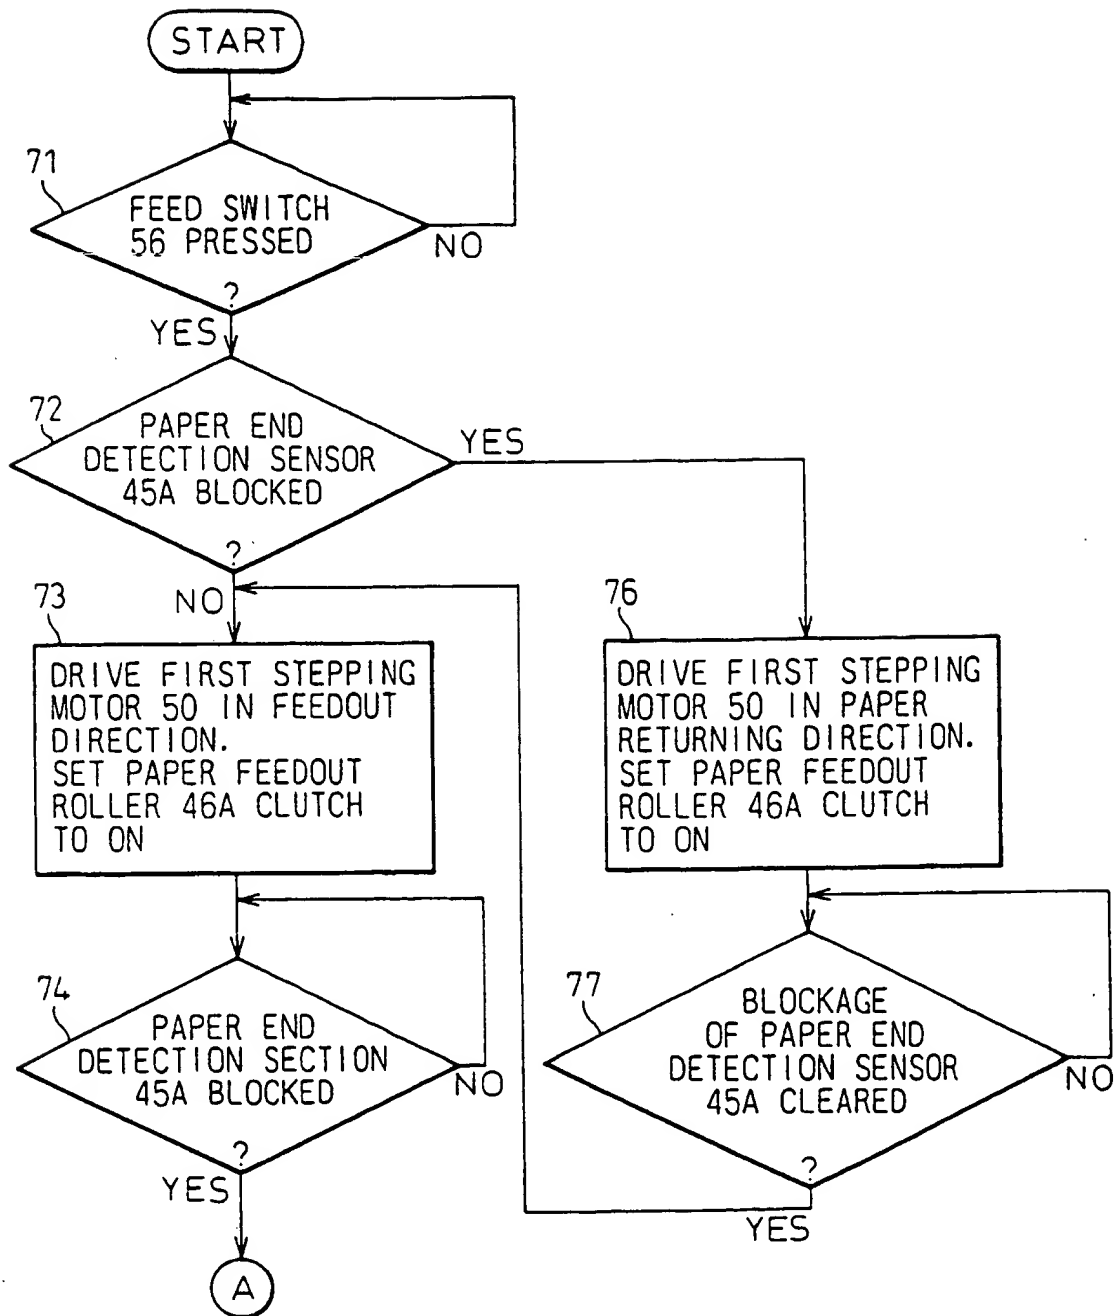 START
71
FEED SWITCH
56 PRESSED
?
NO
YES
72
PAPER END
DETECTION SENSOR
45A BLOCKED
?
YES
NO
73
DRIVE FIRST STEPPING
MOTOR 50 IN FEEDOUT
DIRECTION.
SET PAPER FEEDOUT
ROLLER 46A CLUTCH
TO ON
76
DRIVE FIRST STEPPING
MOTOR 50 IN PAPER
RETURNING DIRECTION.
SET PAPER FEEDOUT
ROLLER 46A CLUTCH
TO ON
74
PAPER END
DETECTION SECTION
45A BLOCKED
?
NO
YES
77
BLOCKAGE
OF PAPER END
DETECTION SENSOR
45A CLEARED
?
NO
YES
A